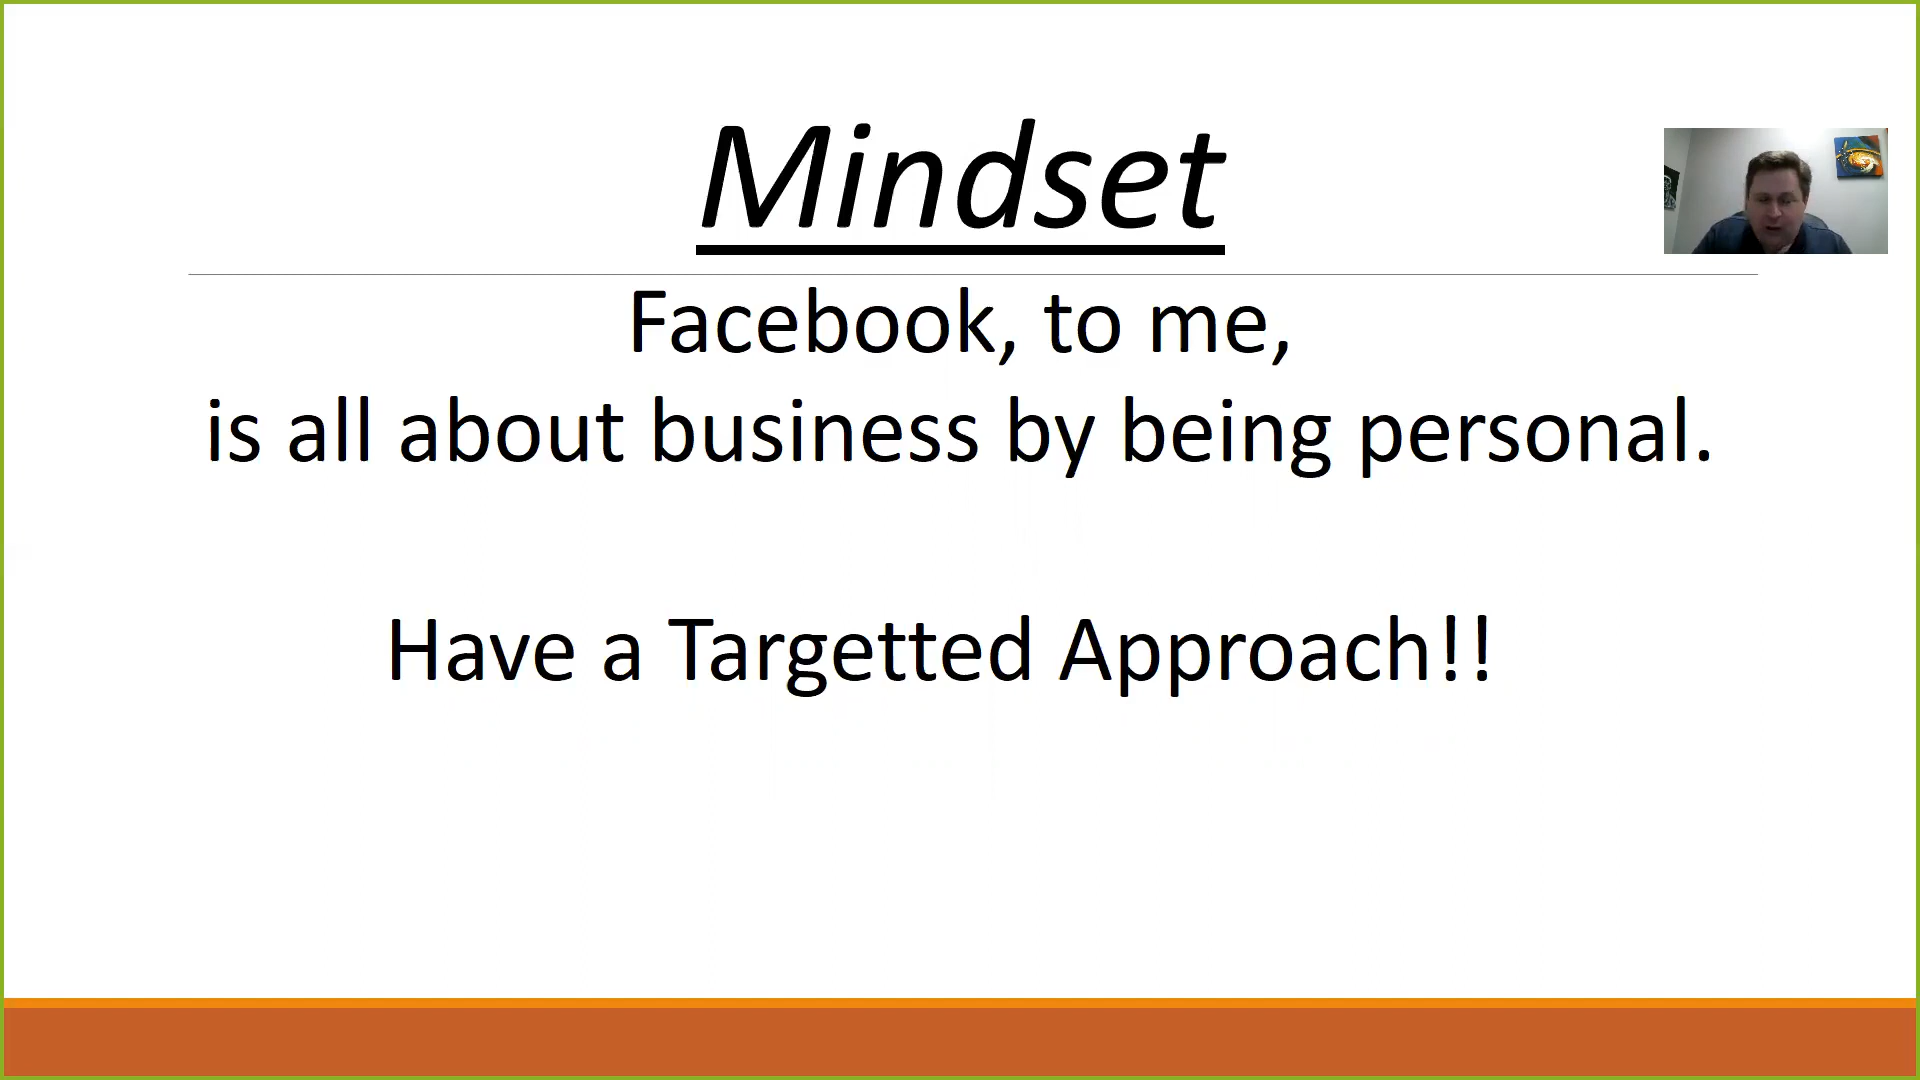 Mindset
Facebook, to me,
is all about business by being personal.
Have a Targetted Approach!!